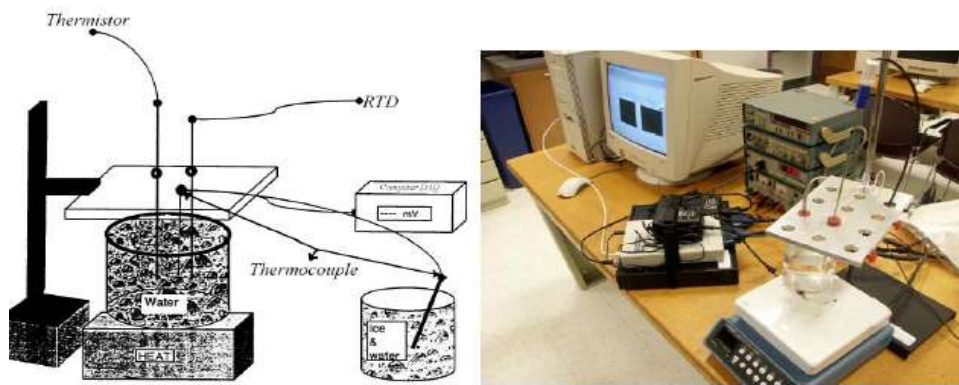 Thermistor
RTD
Computer DAQ
---- mV
Thermocouple
Water
Ice
&
water
HEAT